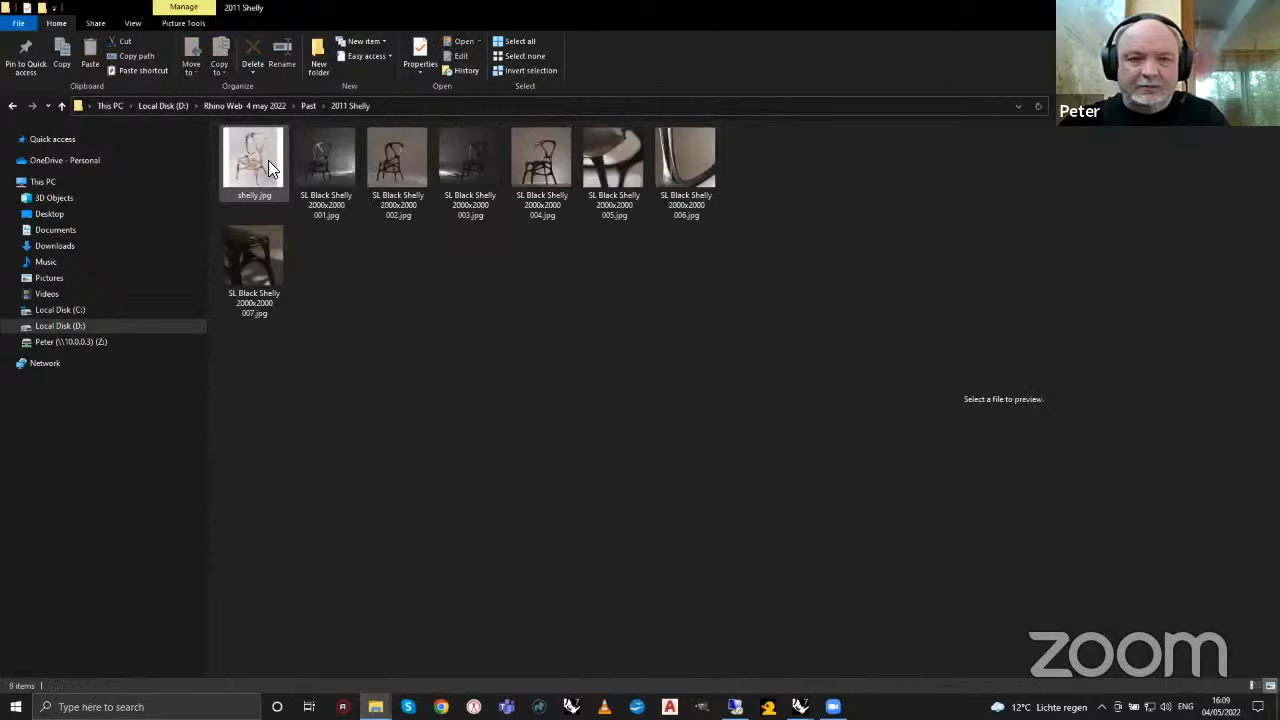 Manage
2011 Shelly
File
Home
Share
View
Picture Tools
Pin to Quick access
Copy
Paste
Cut
Copy path
Paste shortcut
Clipboard
Move to
Copy to
Delete
Rename
Organize
New folder
New item
Easy access
New
Properties
Open
Edit
History
Open
Select all
Select none
Invert selection
Select
This PC
Local Disk (D:)
Rhino Web 4 may 2022
Past
2011 Shelly
Peter
Quick access
OneDrive - Personal
This PC
3D Objects
Desktop
Documents
Downloads
Music
Pictures
Videos
Local Disk (C:)
Local Disk (D:)
Peter (\\10.0.0.3) (Z:)
Network
shelly.jpg
SL Black Shelly
2000x2000
001.jpg
SL Black Shelly
2000x2000
002.jpg
SL Black Shelly
2000x2000
003.jpg
SL Black Shelly
2000x2000
004.jpg
SL Black Shelly
2000x2000
005.jpg
SL Black Shelly
2000x2000
006.jpg
SL Black Shelly
2000x2000
007.jpg
Select a file to preview.
zoom
8 items
Type here to search
12°C Lichte regen
ENG
16:09
04/05/2022